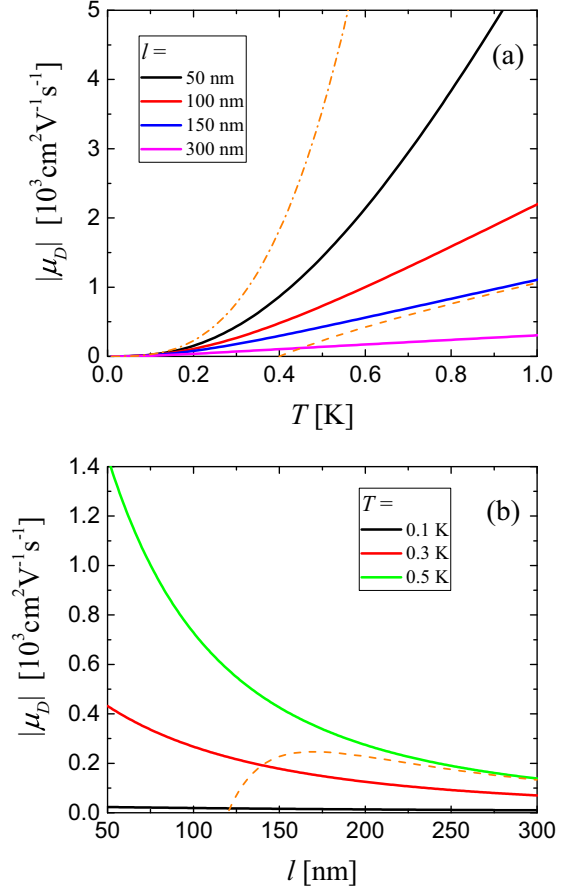 5
4
3
2
1
0
|μ_D| [10³cm²V⁻¹s⁻¹]
l =
50 nm
100 nm
150 nm
300 nm
(a)
0.0 0.2 0.4 0.6 0.8 1.0
T [K]
1.4
1.2
1.0
0.8
0.6
0.4
0.2
0.0
|μ_D| [10³cm²V⁻¹s⁻¹]
T =
0.1 K
0.3 K
0.5 K
(b)
50 100 150 200 250 300
l [nm]